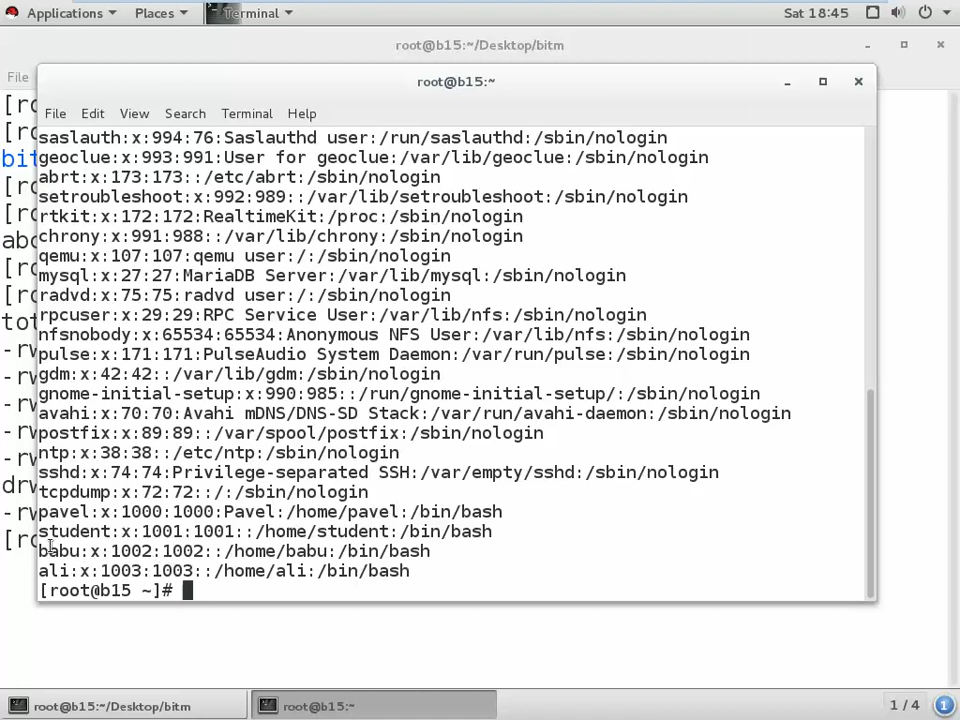 Applications Places Terminal Sat 18:45
root@b15:~/Desktop/bitm
File
root@b15:~
File Edit View Search Terminal Help
saslauth:x:994:76:Saslauthd user:/run/saslauthd:/sbin/nologin
geoclue:x:993:991:User for geoclue:/var/lib/geoclue:/sbin/nologin
abrt:x:173:173::/etc/abrt:/sbin/nologin
setroubleshoot:x:992:989::/var/lib/setroubleshoot:/sbin/nologin
rtkit:x:172:172:RealtimeKit:/proc:/sbin/nologin
chrony:x:991:988::/var/lib/chrony:/sbin/nologin
qemu:x:107:107:qemu user:/:/sbin/nologin
mysql:x:27:27:MariaDB Server:/var/lib/mysql:/sbin/nologin
radvd:x:75:75:radvd user:/:/sbin/nologin
rpcuser:x:29:29:RPC Service User:/var/lib/nfs:/sbin/nologin
nfsnobody:x:65534:65534:Anonymous NFS User:/var/lib/nfs:/sbin/nologin
pulse:x:171:171:PulseAudio System Daemon:/var/run/pulse:/sbin/nologin
gdm:x:42:42::/var/lib/gdm:/sbin/nologin
gnome-initial-setup:x:990:985::/run/gnome-initial-setup/:/sbin/nologin
avahi:x:70:70:Avahi mDNS/DNS-SD Stack:/var/run/avahi-daemon:/sbin/nologin
postfix:x:89:89::/var/spool/postfix:/sbin/nologin
ntp:x:38:38::/etc/ntp:/sbin/nologin
sshd:x:74:74:Privilege-separated SSH:/var/empty/sshd:/sbin/nologin
tcpdump:x:72:72::/:/sbin/nologin
pavel:x:1000:1000:Pavel:/home/pavel:/bin/bash
student:x:1001:1001::/home/student:/bin/bash
babu:x:1002:1002::/home/babu:/bin/bash
ali:x:1003:1003::/home/ali:/bin/bash
[root@b15 ~]#
root@b15:~/Desktop/bitm root@b15:~ 1 / 4 1